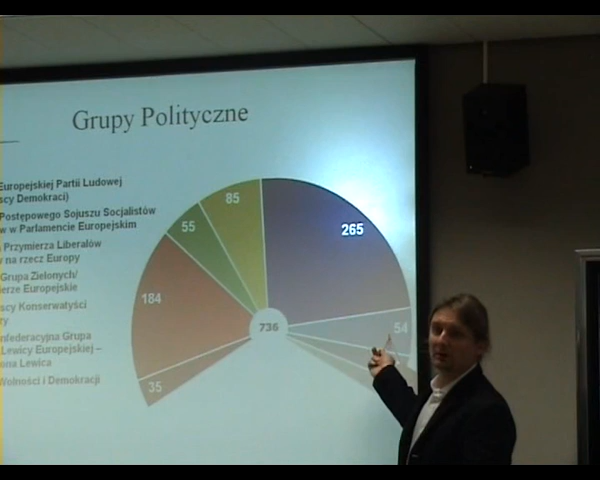 Grupy Polityczne
Europejskiej Partii Ludowej
scy Demokraci)
Postępowego Sojuszu Socjalistów
w w Parlamencie Europejskim
Przymierza Liberałów
w na rzecz Europy
Grupa Zielonych/
ierze Europejskie
scy Konserwatyści
ry
nfederacyjna Grupa
Lewicy Europejskiej –
ona Lewica
Wolności i Demokracji
85
55
265
184
736
54
35